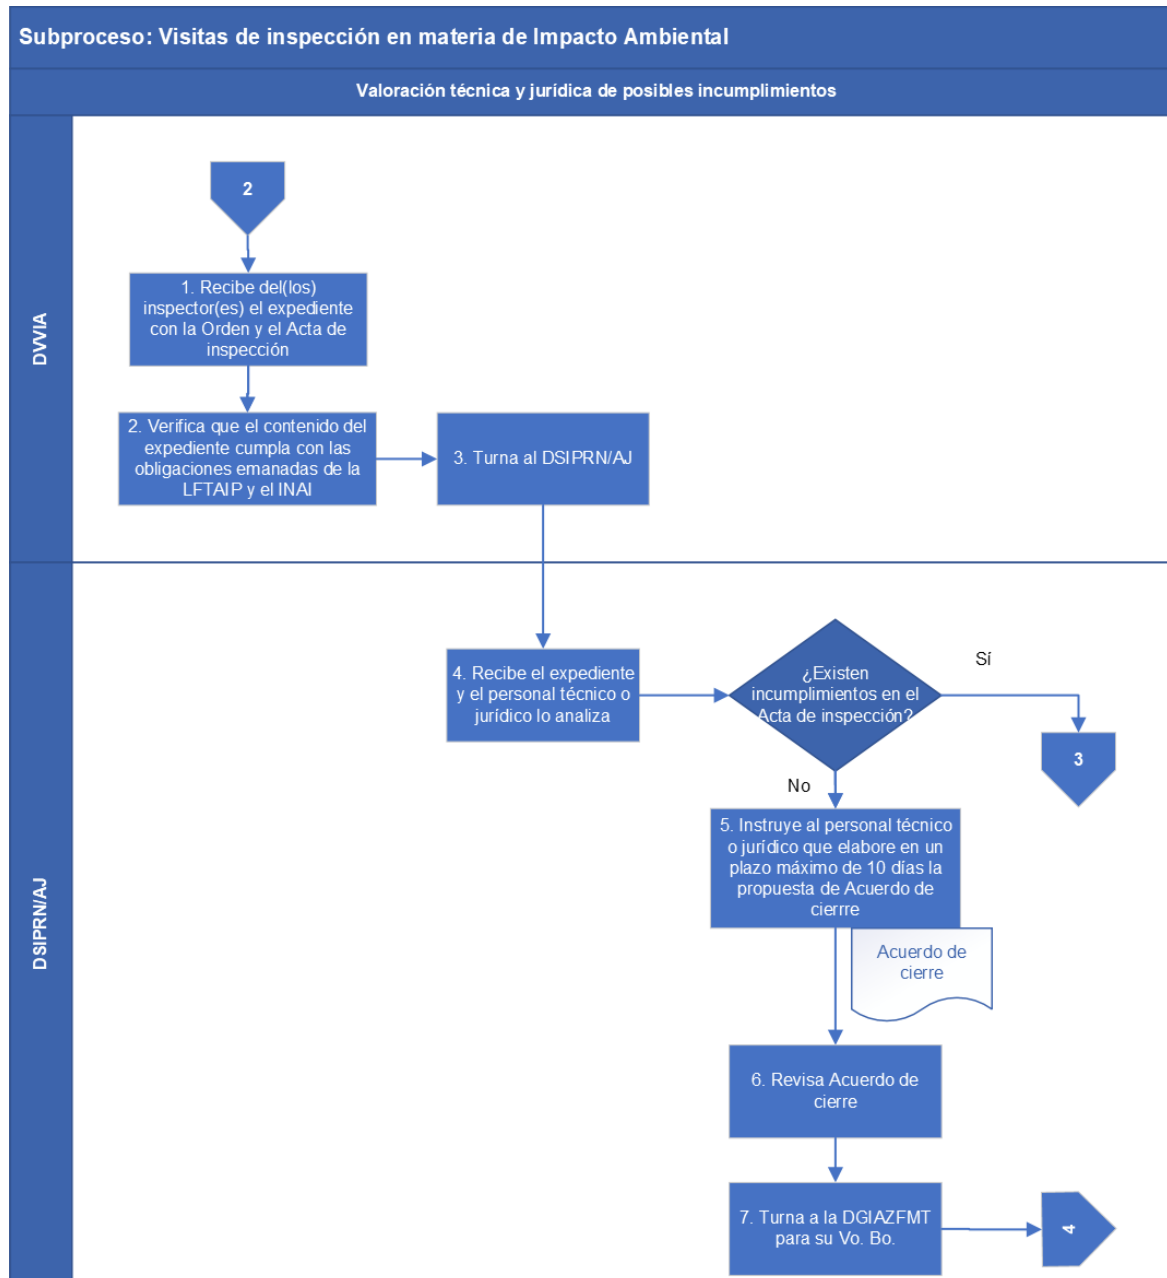 Subproceso: Visitas de inspección en materia de Impacto Ambiental
Valoración técnica y jurídica de posibles incumplimientos
DVVIA
2
1. Recibe del(los)
inspector(es) el expediente
con la Orden y el Acta de
inspección
2. Verifica que el contenido del
expediente cumpla con las
obligaciones emanadas de la
LFTAIP y el INAI
3. Turna al DSIPRN/AJ
DSIPRN/AJ
4. Recibe el expediente
y el personal técnico o
jurídico lo analiza
¿Existen
incumplimientos en el
Acta de inspección?
Sí
3
No
5. Instruye al personal técnico
o jurídico que elabore en un
plazo máximo de 10 días la
propuesta de Acuerdo de
cierrre
Acuerdo de
cierre
6. Revisa Acuerdo de
cierre
7. Turna a la DGIAZFMT
para su Vo. Bo.
4